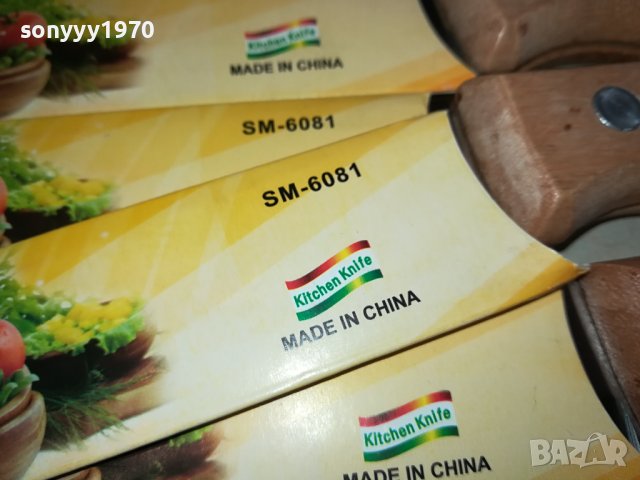 sonyyy1970
Kitchen Knife
MADE IN CHINA
SM-6081
SM-6081
Kitchen Knife
MADE IN CHINA
Kitchen Knife
MADE IN CHINA
BAZAR